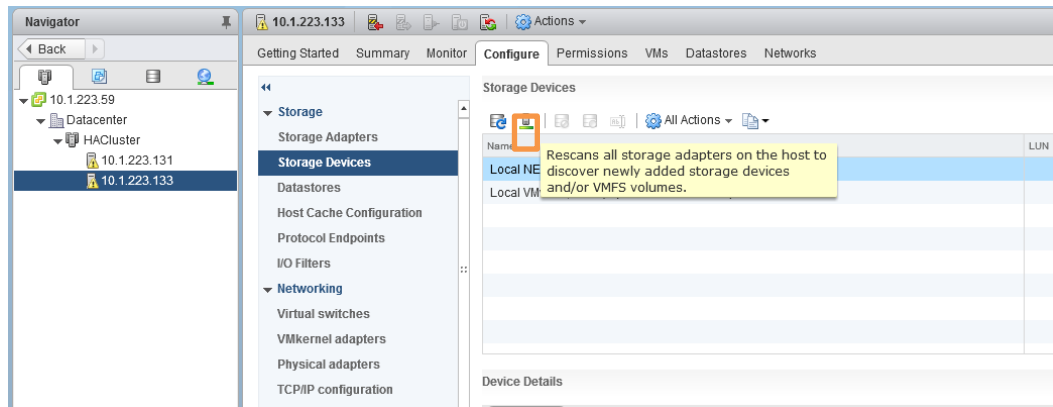 Navigator
Back
10.1.223.59
Datacenter
HACluster
10.1.223.131
10.1.223.133
10.1.223.133 Actions
Getting Started Summary Monitor Configure Permissions VMs Datastores Networks
Storage
Storage Adapters
Storage Devices
Datastores
Host Cache Configuration
Protocol Endpoints
I/O Filters
Networking
Virtual switches
VMkernel adapters
Physical adapters
TCP/IP configuration
Storage Devices
All Actions
Name LUN
Local NE
Local VM
Rescans all storage adapters on the host to
discover newly added storage devices
and/or VMFS volumes.
Device Details